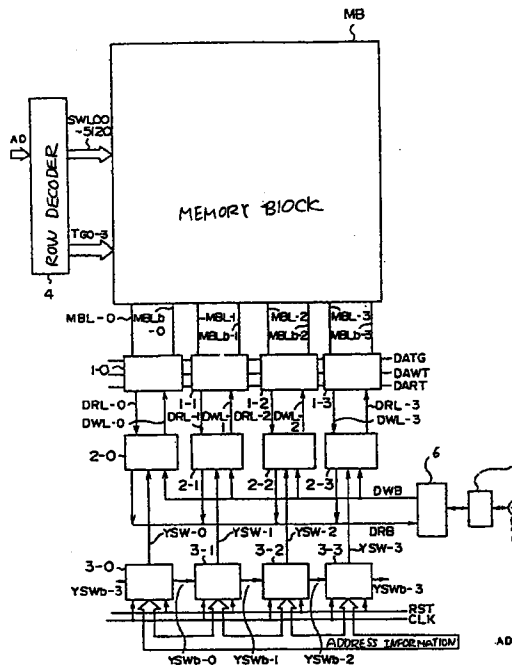 MB
AD
ROW DECODER
SWLD0
~5120
TG0-3
4
MEMORY BLOCK
MBL-0
MBLb
-0
MBL-1
MBLb-1
MBL-2
MBLb-2
MBL-3
MBLb-3
DATG
DAWT
DART
1-0
1-1
1-2
1-3
DRL-0
DWL-0
DRL-1
DWL-
1
DRL-2
DWL-
2
DRL-3
DWL-3
2-0
2-1
2-2
2-3
6
DWB
DRB
YSW-0
YSW-1
YSW-2
YSW-3
3-0
3-1
3-2
3-3
YSWb-3
YSWb-3
RST
CLK
ADDRESS INFORMATION
YSWb-0
YSWb-1
YSWb-2
AD